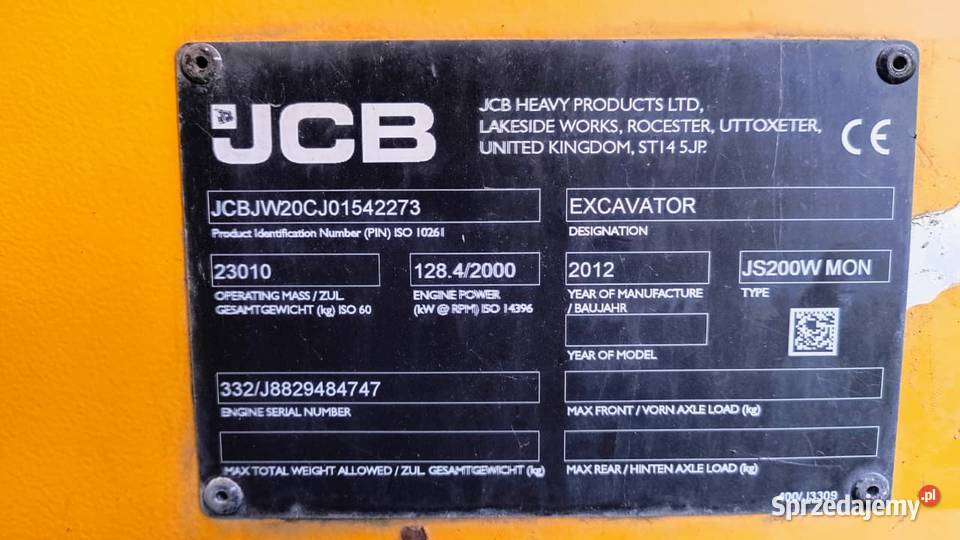 JCB
JCB HEAVY PRODUCTS LTD,
LAKESIDE WORKS, ROCESTER, UTTOXETER,
UNITED KINGDOM, ST14 5JP.
CE
JCBJW20CJ01542273
Product Identification Number (PIN) ISO 10261
EXCAVATOR
DESIGNATION
23010
OPERATING MASS / ZUL.
GESAMTGEWICHT (kg) ISO 60
128.4/2000
ENGINE POWER
(kW @ RPM) ISO 14396
2012
YEAR OF MANUFACTURE
/ BAUJAHR
JS200W MON
TYPE
YEAR OF MODEL
332/J8829484747
ENGINE SERIAL NUMBER
MAX FRONT / VORN AXLE LOAD (kg)
MAX TOTAL WEIGHT ALLOWED / ZUL. GESAMTGEWICHT (kg)
MAX REAR / HINTEN AXLE LOAD (kg)
400/J3309
Sprzedajemy.pl